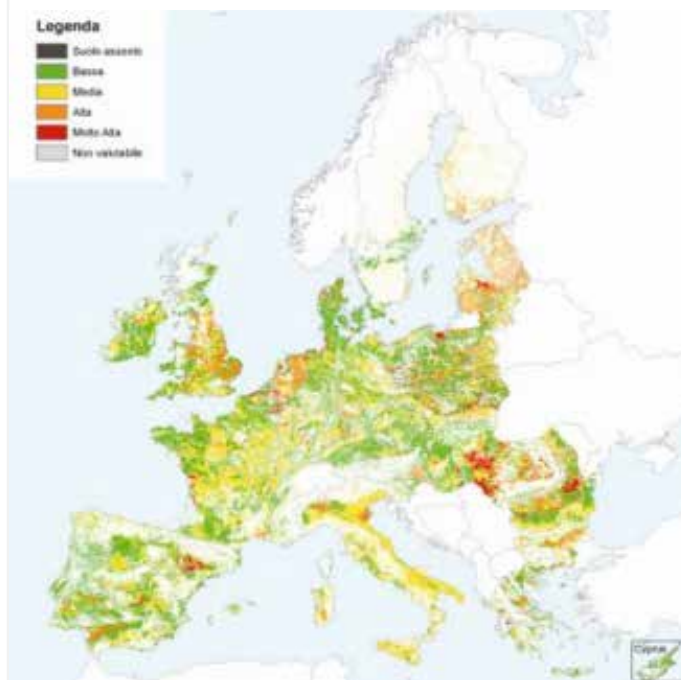 Legenda
Suolo assente
Bassa
Media
Alta
Molto Alta
Non valutabile
Cyprus